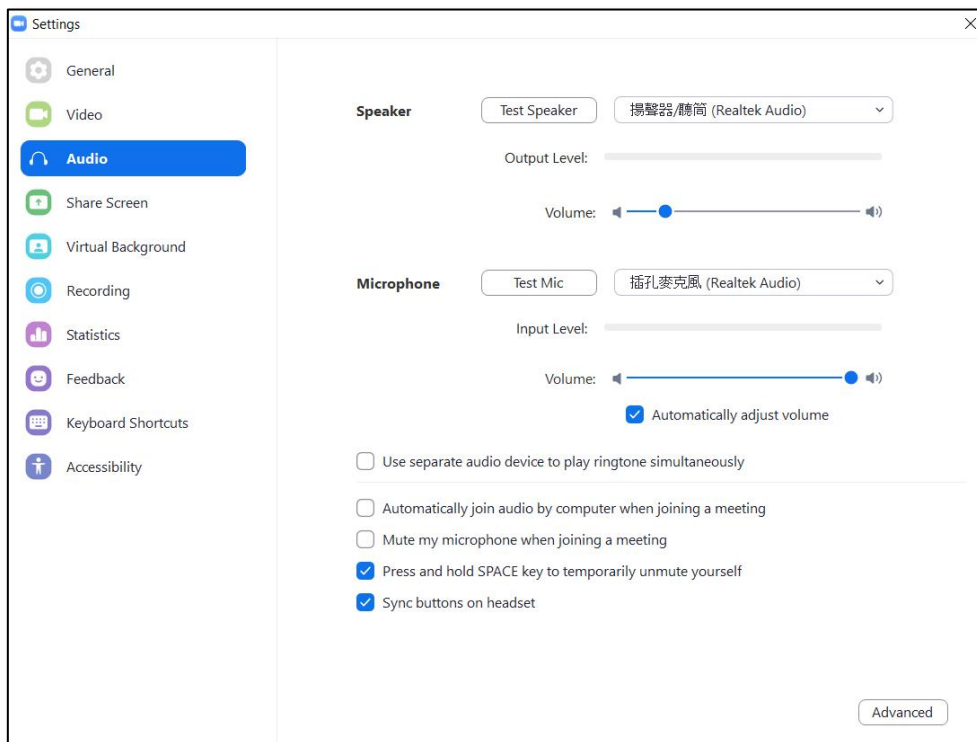 Settings
General
Video
Audio
Share Screen
Virtual Background
Recording
Statistics
Feedback
Keyboard Shortcuts
Accessibility
Speaker
Test Speaker
揚聲器/聽筒 (Realtek Audio)
Output Level:
Volume:
Microphone
Test Mic
插孔麥克風 (Realtek Audio)
Input Level:
Volume:
Automatically adjust volume
Use separate audio device to play ringtone simultaneously
Automatically join audio by computer when joining a meeting
Mute my microphone when joining a meeting
Press and hold SPACE key to temporarily unmute yourself
Sync buttons on headset
Advanced